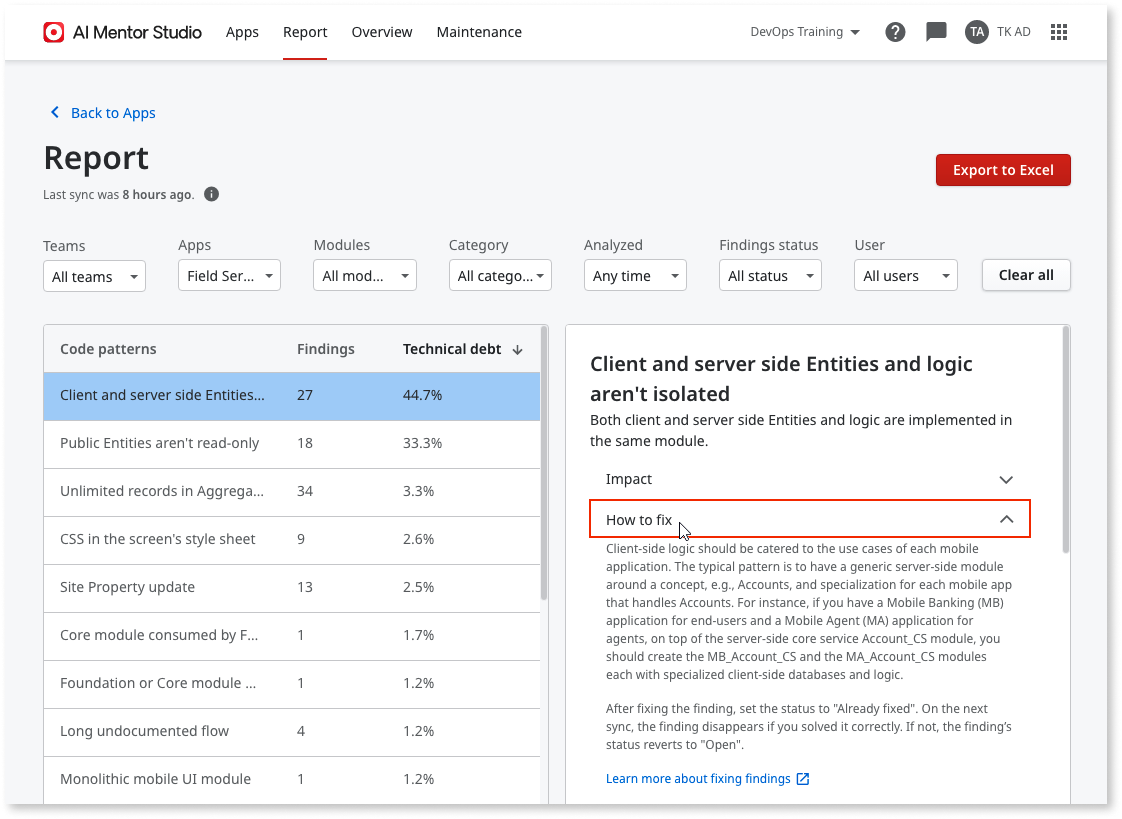 AI Mentor Studio Apps Report Overview Maintenance DevOps Training ? TA TK AD
Back to Apps
Report
Export to Excel
Last sync was 8 hours ago. i
Teams Apps Modules Category Analyzed Findings status User
All teams Field Ser... All mod... All catego... Any time All status All users Clear all
Code patterns Findings Technical debt
Client and server side Entities... 27 44.7%
Public Entities aren't read-only 18 33.3%
Unlimited records in Aggrega... 34 3.3%
CSS in the screen's style sheet 9 2.6%
Site Property update 13 2.5%
Core module consumed by F... 1 1.7%
Foundation or Core module ... 1 1.2%
Long undocumented flow 4 1.2%
Monolithic mobile UI module 1 1.2%
Client and server side Entities and logic
aren't isolated
Both client and server side Entities and logic are implemented in
the same module.
Impact
How to fix
Client-side logic should be catered to the use cases of each mobile
application. The typical pattern is to have a generic server-side module
around a concept, e.g., Accounts, and specialization for each mobile app
that handles Accounts. For instance, if you have a Mobile Banking (MB)
application for end-users and a Mobile Agent (MA) application for
agents, on top of the server-side core service Account_CS module, you
should create the MB_Account_CS and the MA_Account_CS modules
each with specialized client-side databases and logic.
After fixing the finding, set the status to "Already fixed". On the next
sync, the finding disappears if you solved it correctly. If not, the finding’s
status reverts to "Open".
Learn more about fixing findings